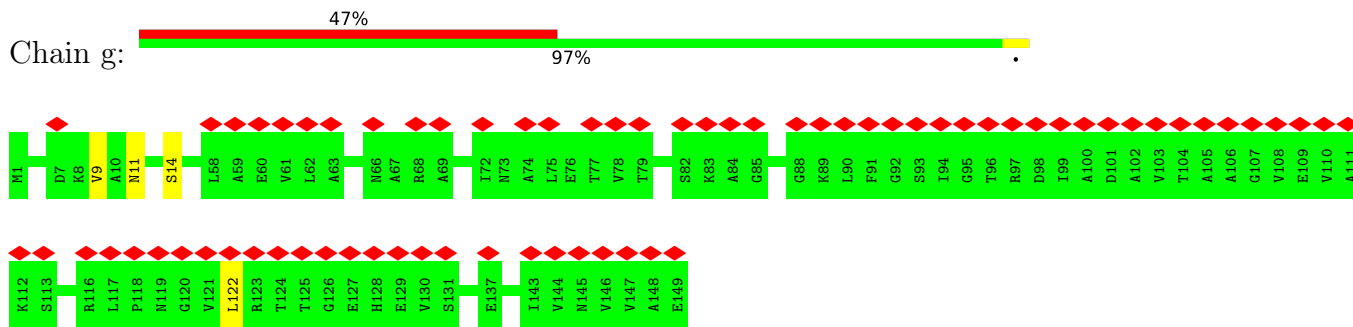 47%
Chain g:
97%
.
M1 D7 K8 V9 A10 N11 S14 L58 A59 E60 V61 L62 A63 N66 A67 R68 A69 I72 N73 A74 L75 E76 T77 V78 T79 S82 K83 A84 G85 G88 K89 L90 F91 G92 S93 I94 G95 T96 R97 D98 I99 A100 D101 A102 V103 T104 A105 A106 G107 V108 E109 V110 A111
K112 S113 R116 L117 P118 N119 G120 V121 L122 R123 T124 T125 G126 E127 H128 E129 V130 S131 E137 I143 V144 N145 V146 V147 A148 E149